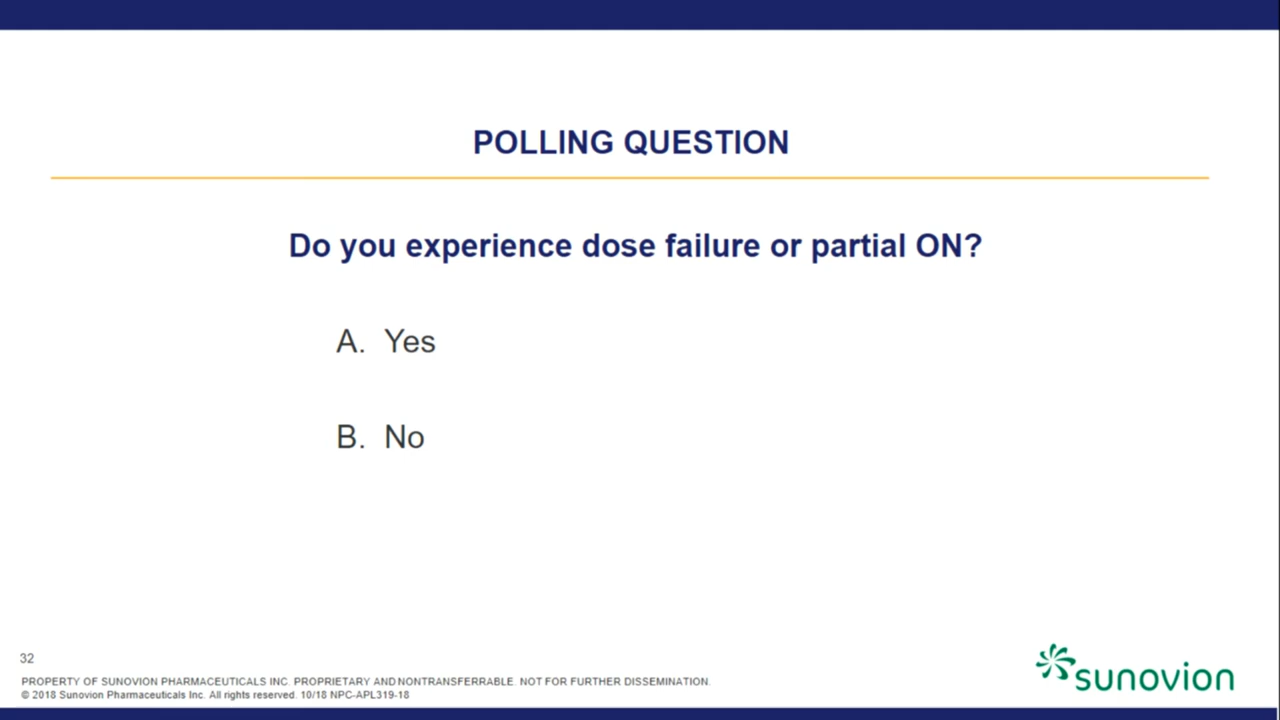 POLLING QUESTION
Do you experience dose failure or partial ON?
A. Yes
B. No
32
PROPERTY OF SUNOVION PHARMACEUTICALS INC. PROPRIETARY AND NONTRANSFERRABLE. NOT FOR FURTHER DISSEMINATION.
© 2018 Sunovion Pharmaceuticals Inc. All rights reserved. 10/18 NPC-APL319-18
sunovion